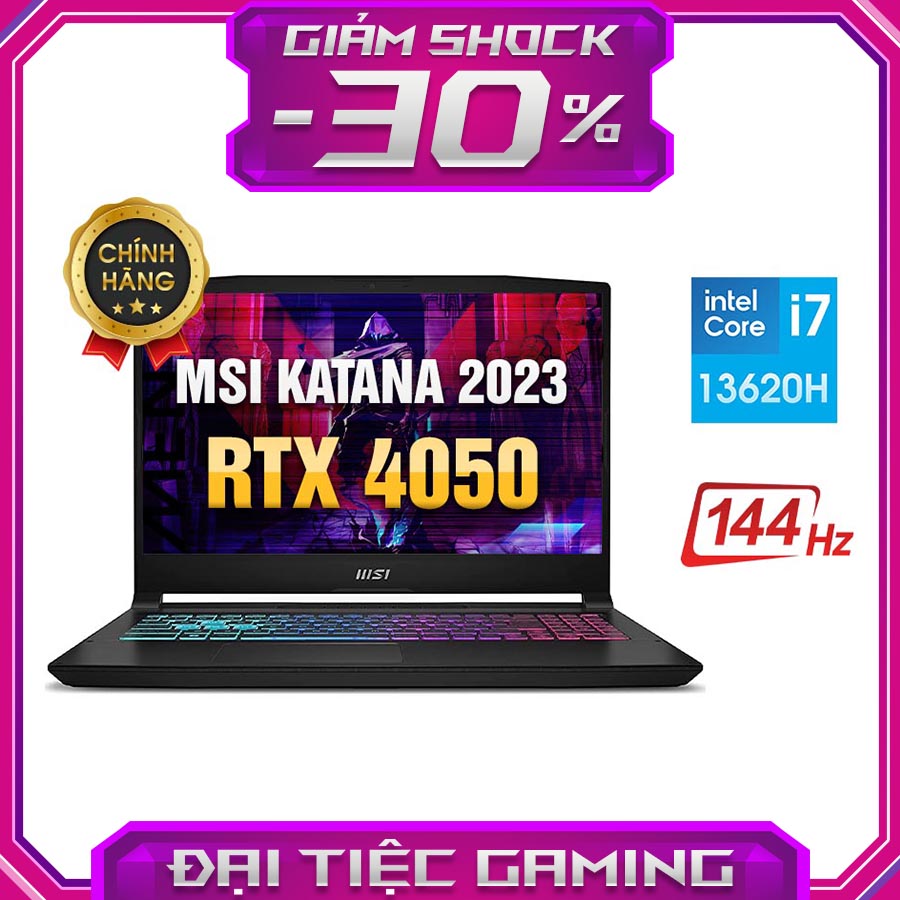 GIẢM SHOCK
-30%
CHÍNH
HÃNG
MSI KATANA 2023
RTX 4050
intel
Core i7
13620H
144Hz
msi
ĐẠI TIỆC GAMING